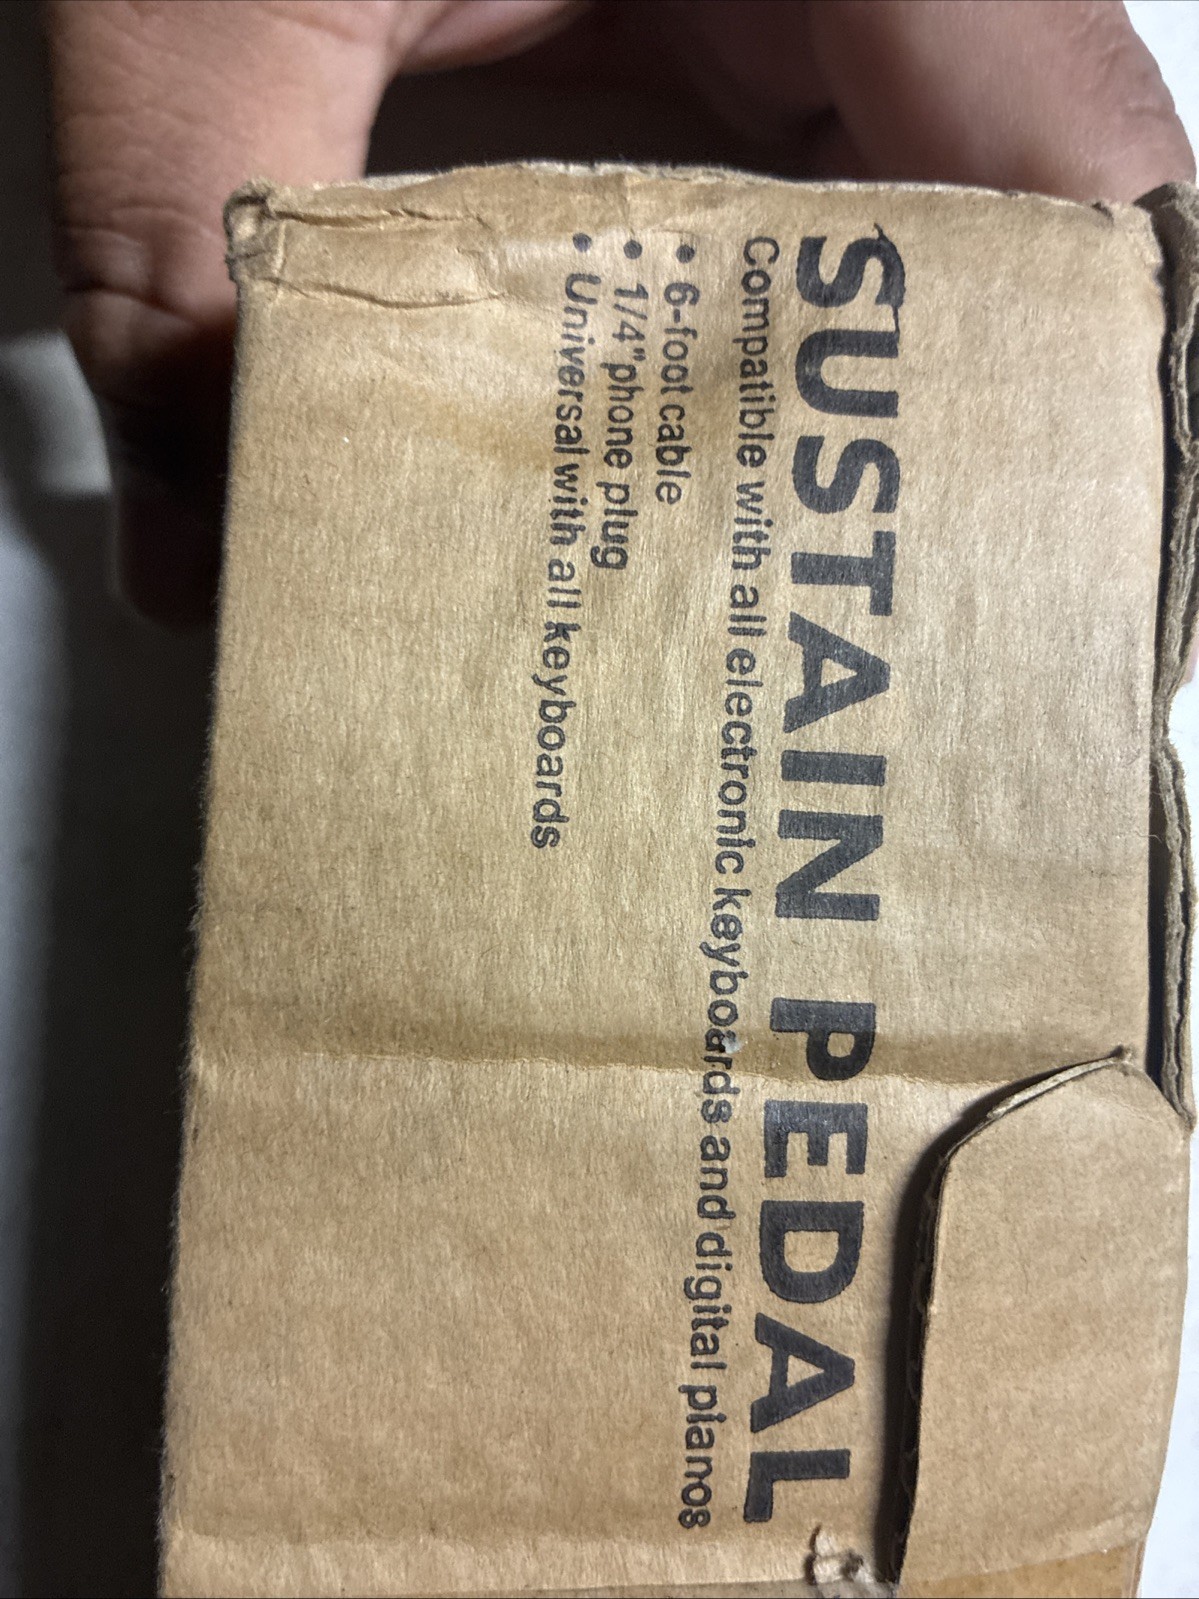 SUSTAIN PEDAL
Compatible with all electronic keyboards and digital pianos
• 6-foot cable
• 1/4" phone plug
• Universal with all keyboards